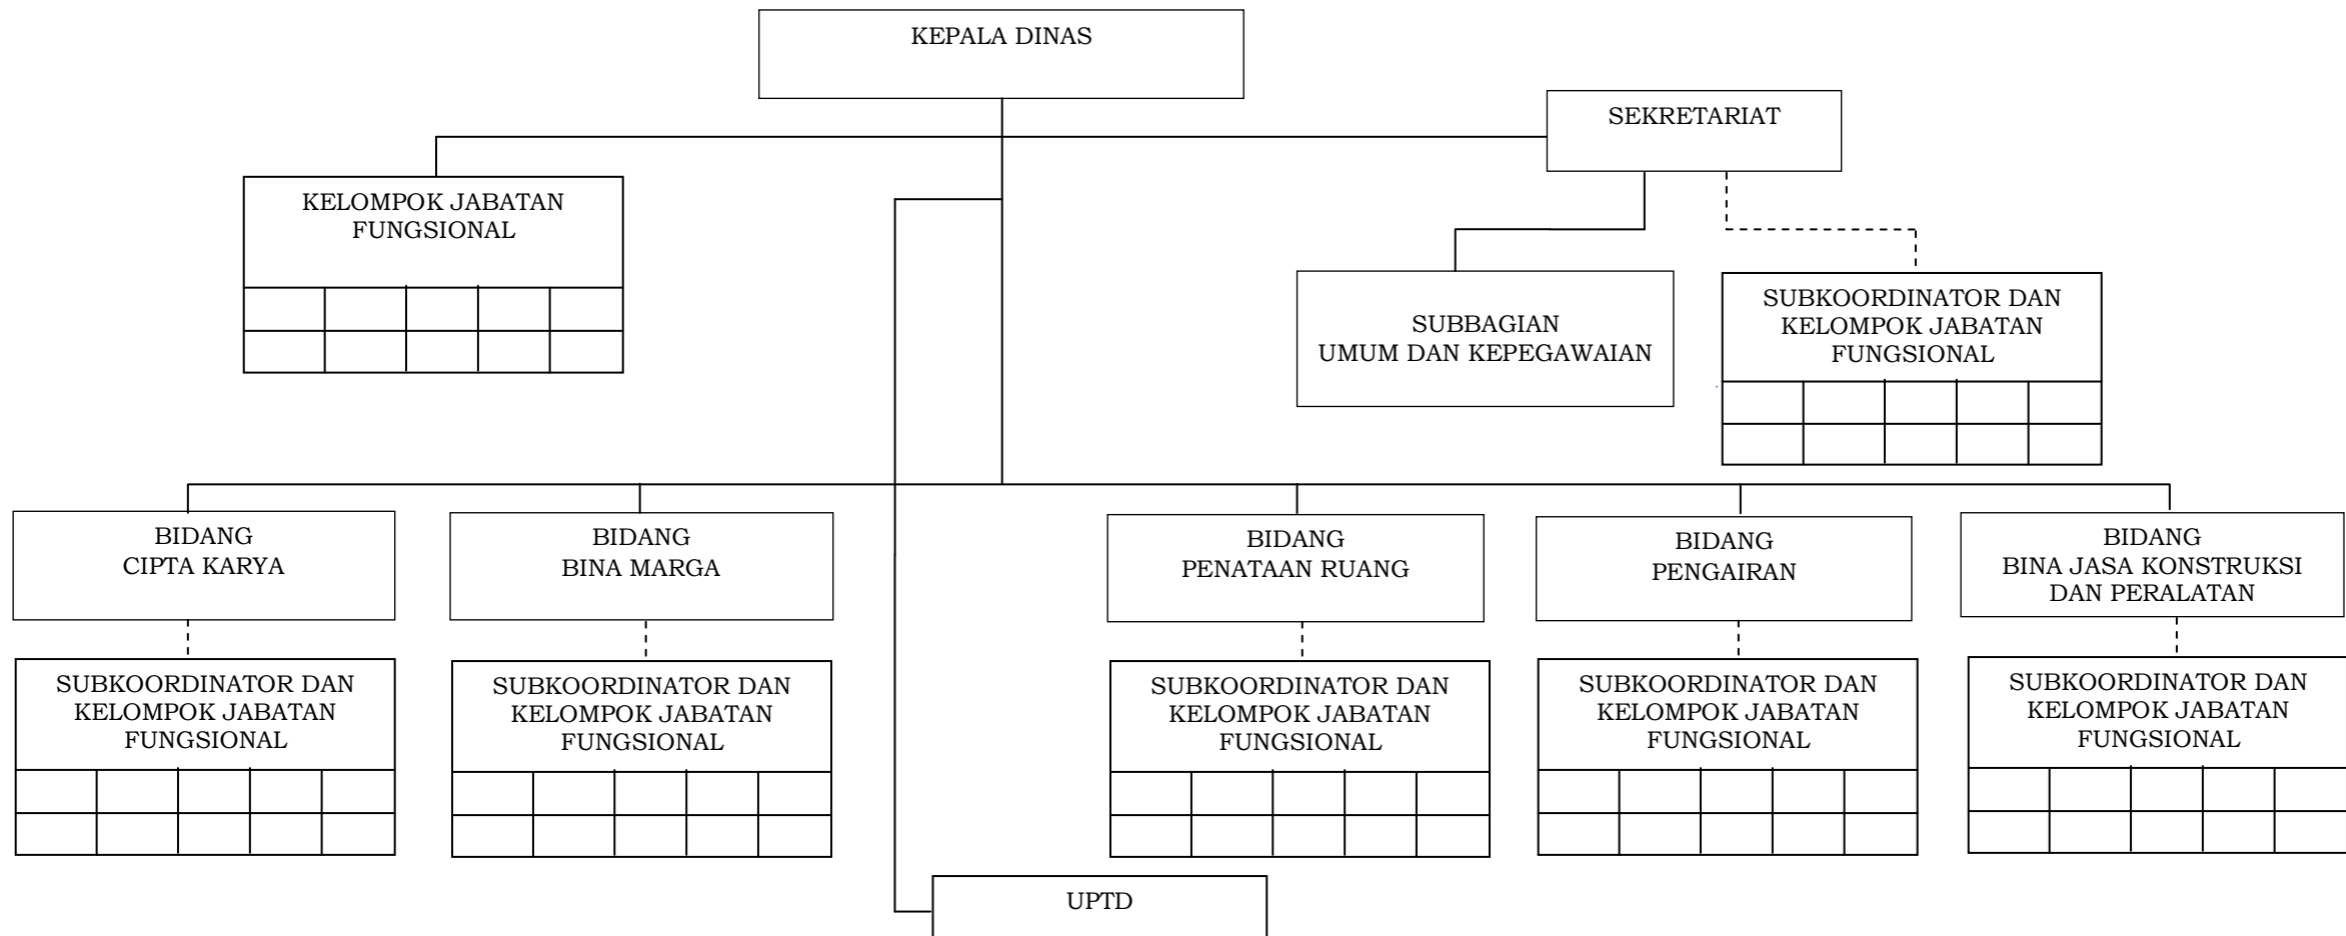 KEPALA DINAS
SEKRETARIAT
KELOMPOK JABATAN
FUNGSIONAL
SUBBAGIAN
UMUM DAN KEPEGAWAIAN
SUBKOORDINATOR DAN
KELOMPOK JABATAN
FUNGSIONAL
BIDANG
CIPTA KARYA
BIDANG
BINA MARGA
BIDANG
PENATAAN RUANG
BIDANG
PENGAIRAN
BIDANG
BINA JASA KONSTRUKSI
DAN PERALATAN
SUBKOORDINATOR DAN
KELOMPOK JABATAN
FUNGSIONAL
SUBKOORDINATOR DAN
KELOMPOK JABATAN
FUNGSIONAL
SUBKOORDINATOR DAN
KELOMPOK JABATAN
FUNGSIONAL
SUBKOORDINATOR DAN
KELOMPOK JABATAN
FUNGSIONAL
SUBKOORDINATOR DAN
KELOMPOK JABATAN
FUNGSIONAL
UPTD